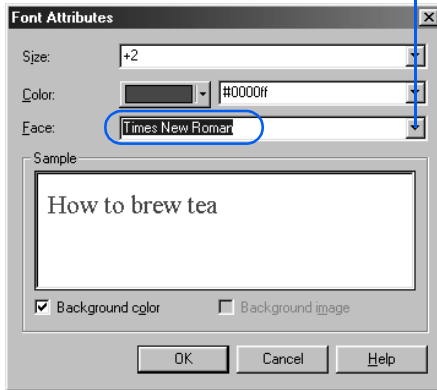 Font Attributes
Size: +2
Color: #0000ff
Face: Times New Roman
Sample
How to brew tea
Background color Background image
OK Cancel Help